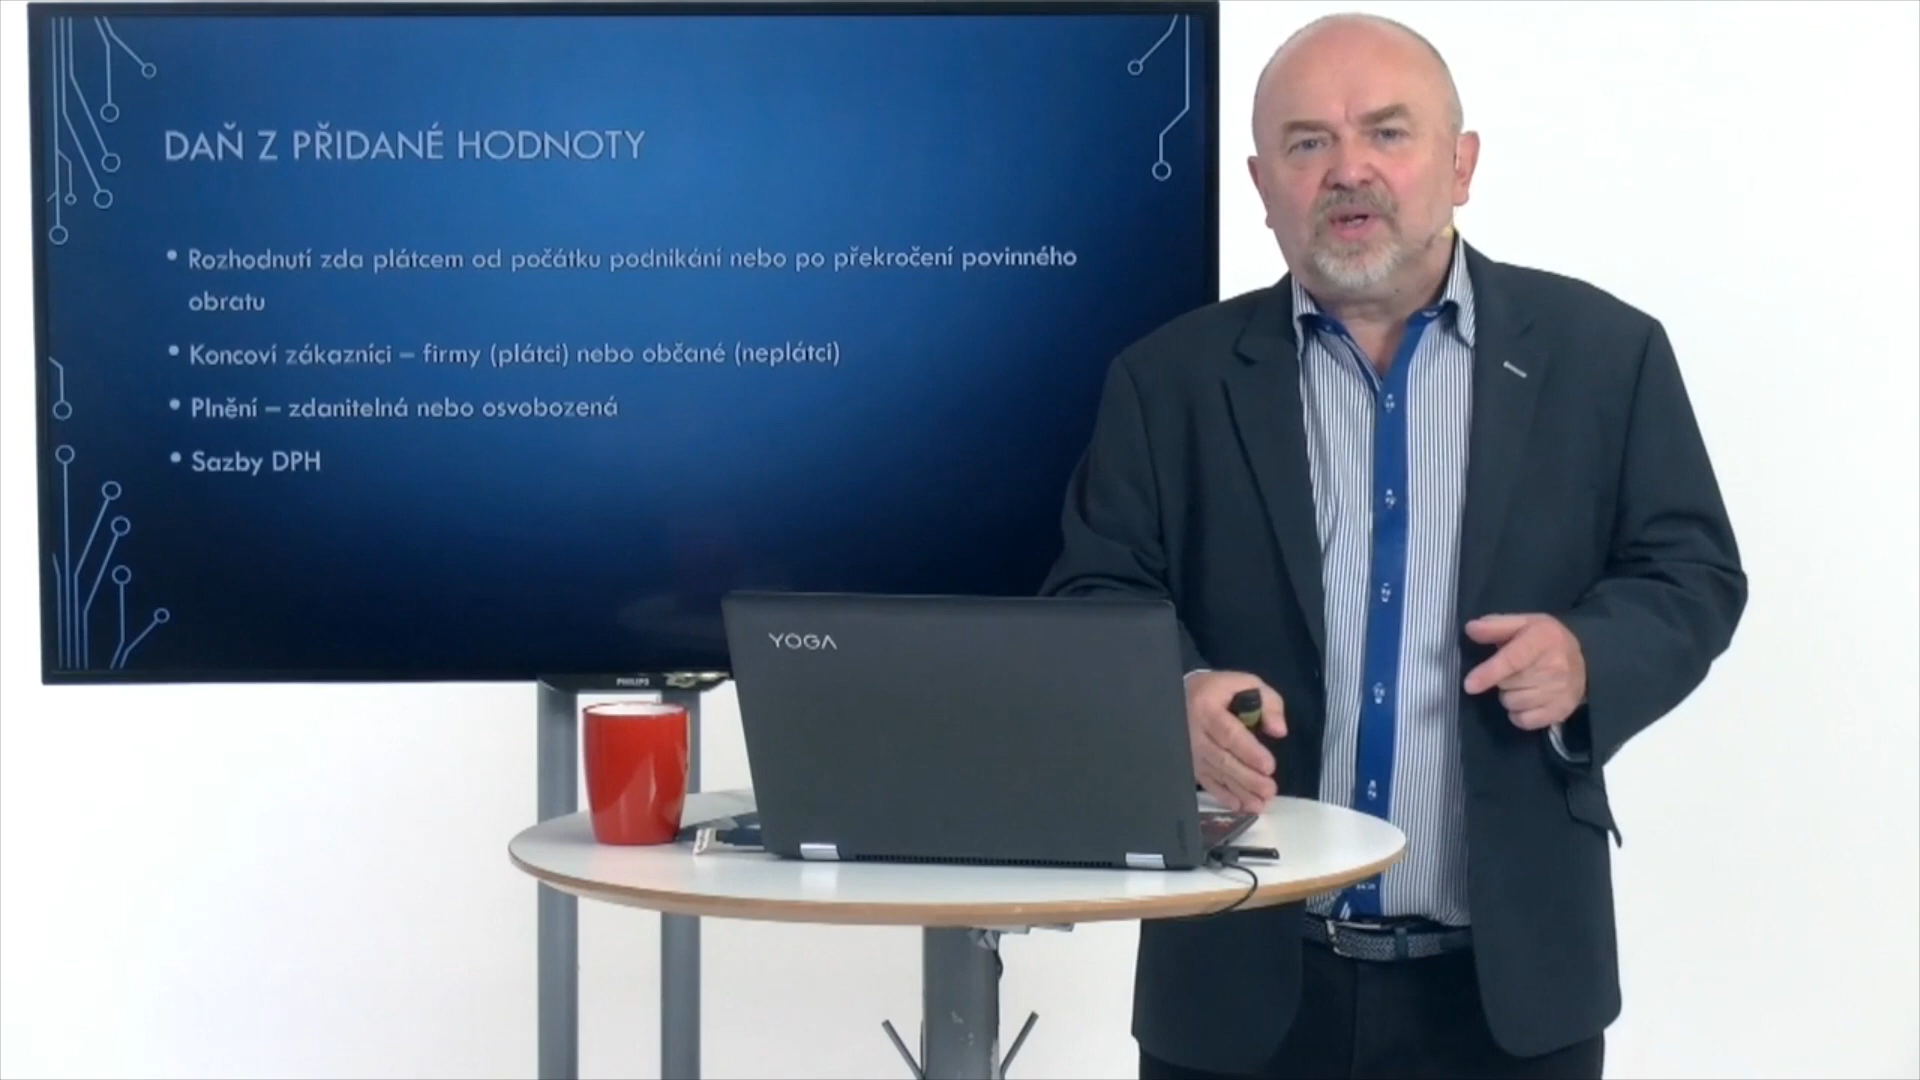 DAŇ Z PŘIDANÉ HODNOTY
• Rozhodnutí zda plátcem od počátku podnikání nebo po překročení povinného
obratu
• Koncoví zákazníci – firmy (plátci) nebo občané (neplátci)
• Plnění – zdanitelná nebo osvobozená
• Sazby DPH
YOGA
PHILIPS